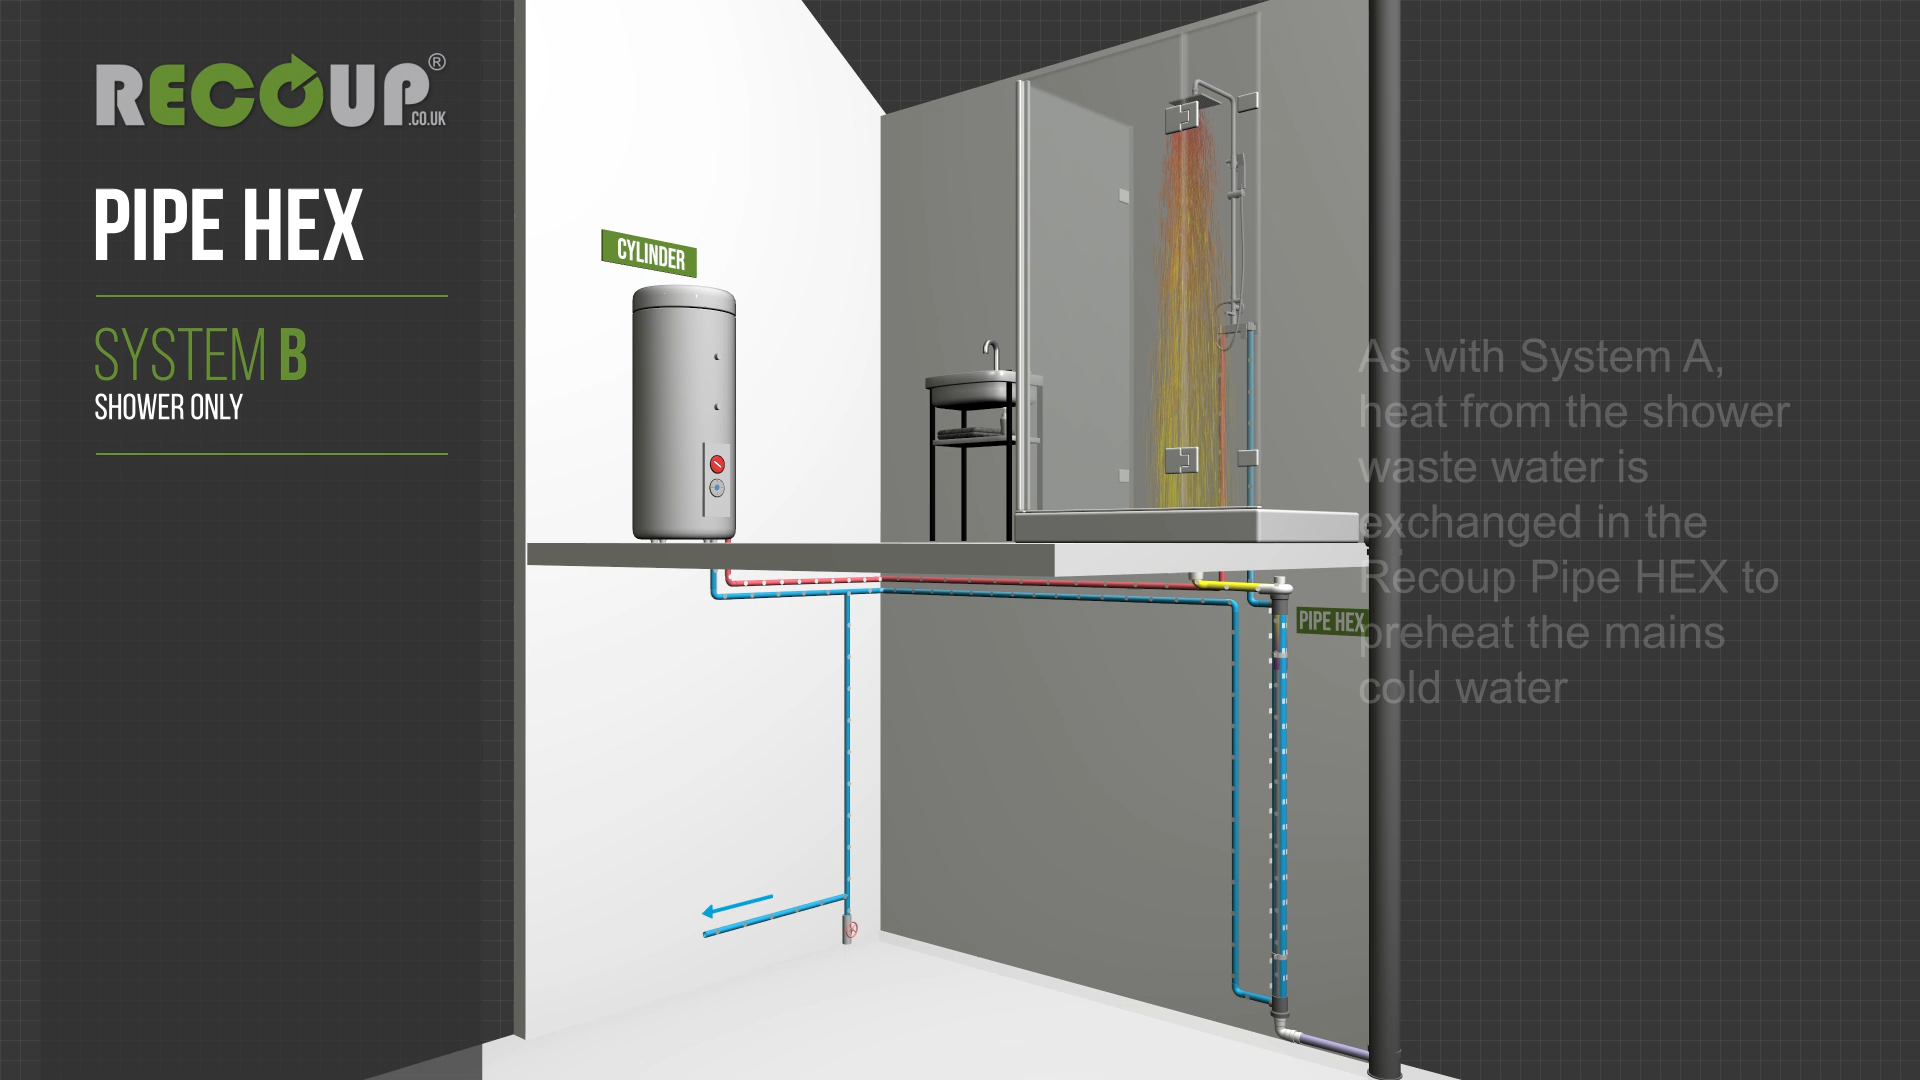 RECOUP®
.CO.UK
PIPE HEX
SYSTEM B
SHOWER ONLY
CYLINDER
PIPE HEX
As with System A,
heat from the shower
waste water is
exchanged in the
Recoup Pipe HEX to
preheat the mains
cold water